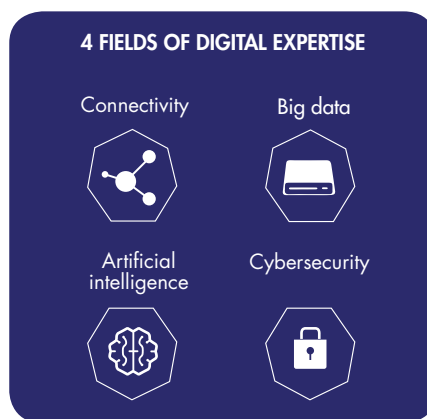 4 FIELDS OF DIGITAL EXPERTISE
Connectivity
Big data
Artificial
intelligence
Cybersecurity